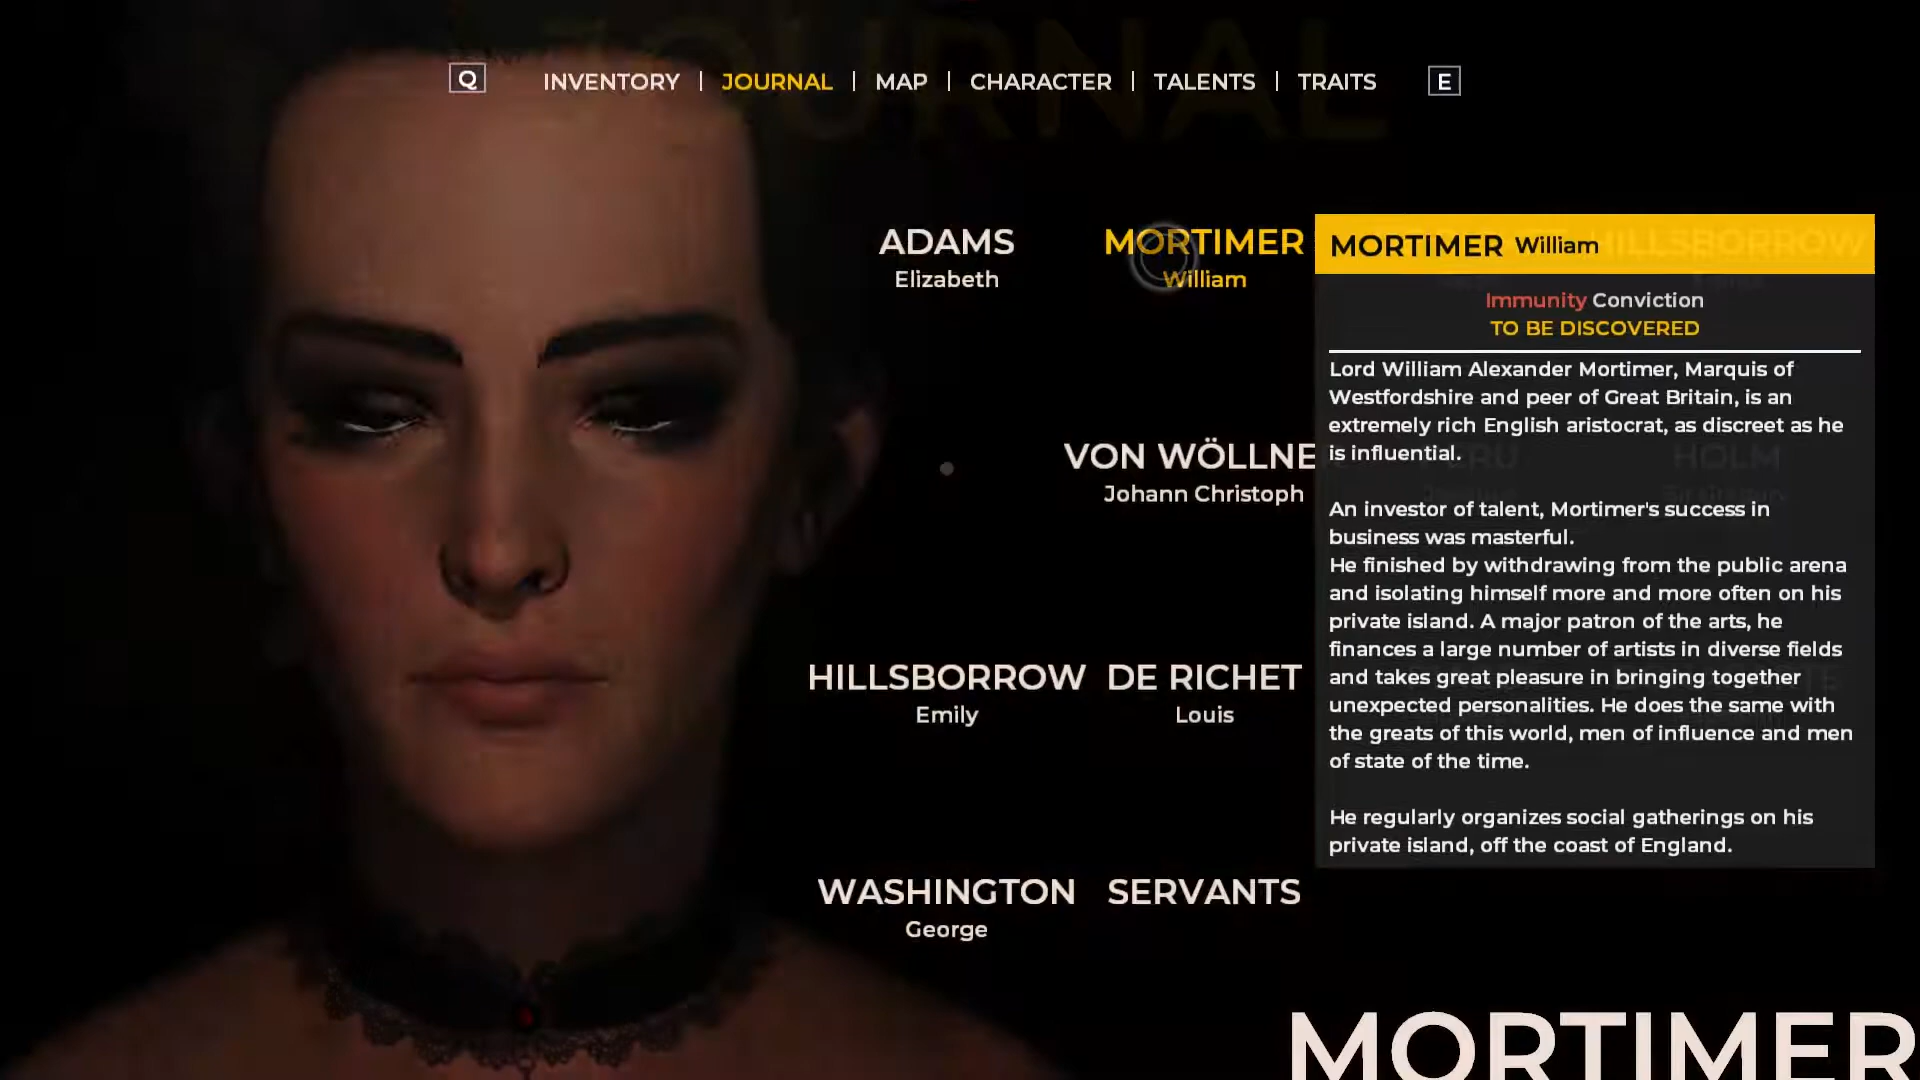 JOURNAL
Q INVENTORY | JOURNAL | MAP | CHARACTER | TALENTS | TRAITS E
ADAMS
Elizabeth
MORTIMER
William
VON WÖLLNE
Johann Christoph
HILLSBORROW
Emily
DE RICHET
Louis
WASHINGTON
George
SERVANTS
MORTIMER William
HILLSBORROW
Immunity Conviction
TO BE DISCOVERED
Lord William Alexander Mortimer, Marquis of
Westfordshire and peer of Great Britain, is an
extremely rich English aristocrat, as discreet as he
is influential.
An investor of talent, Mortimer's success in
business was masterful.
He finished by withdrawing from the public arena
and isolating himself more and more often on his
private island. A major patron of the arts, he
finances a large number of artists in diverse fields
and takes great pleasure in bringing together
unexpected personalities. He does the same with
the greats of this world, men of influence and men
of state of the time.
He regularly organizes social gatherings on his
private island, off the coast of England.
HOLM
MORTIMER